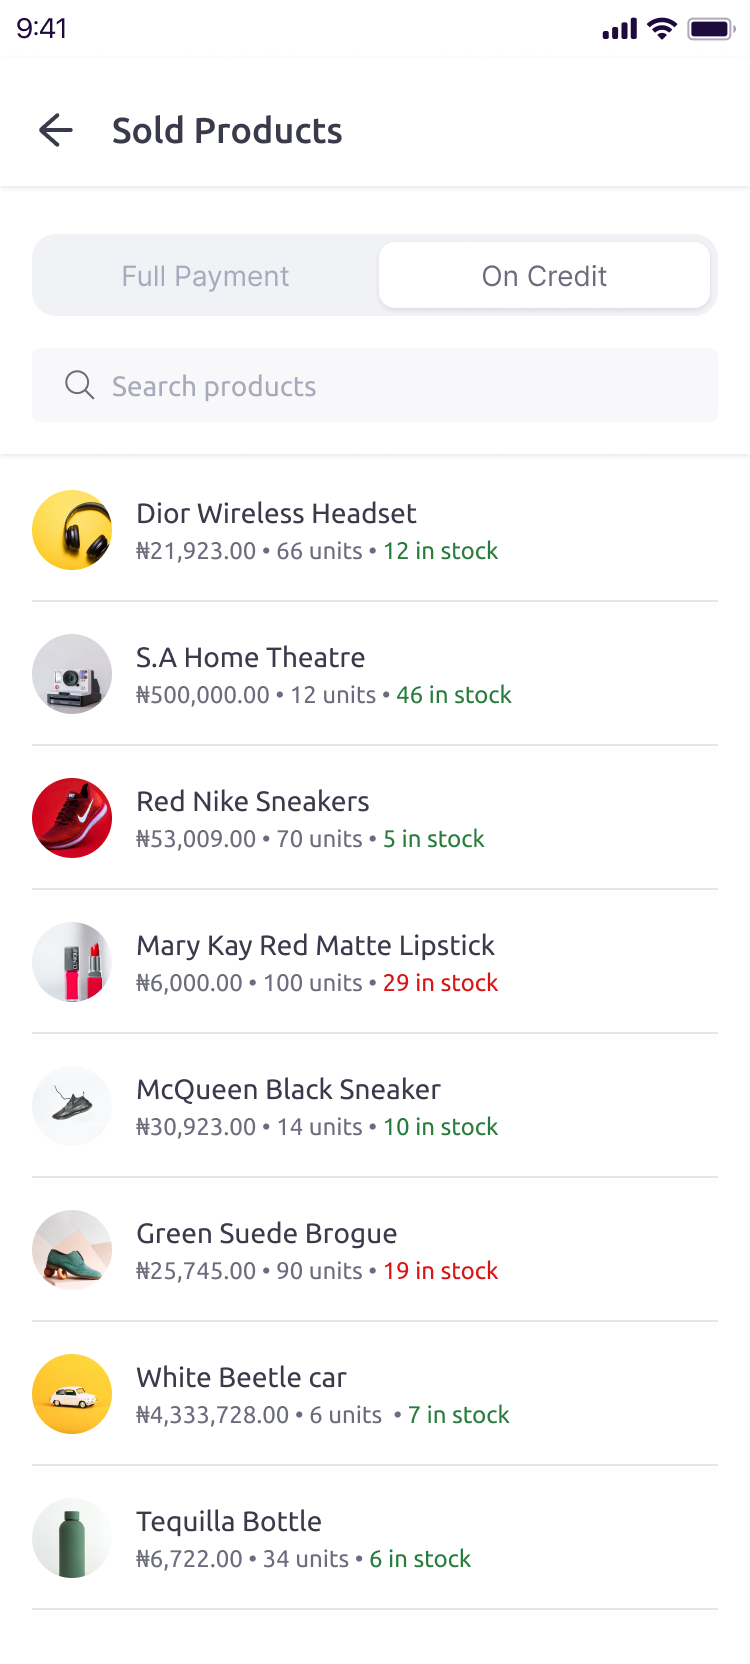 9:41
Sold Products
Full Payment
On Credit
Search products
Dior Wireless Headset
₦21,923.00 • 66 units • 12 in stock
S.A Home Theatre
₦500,000.00 • 12 units • 46 in stock
Red Nike Sneakers
₦53,009.00 • 70 units • 5 in stock
Mary Kay Red Matte Lipstick
₦6,000.00 • 100 units • 29 in stock
McQueen Black Sneaker
₦30,923.00 • 14 units • 10 in stock
Green Suede Brogue
₦25,745.00 • 90 units • 19 in stock
White Beetle car
₦4,333,728.00 • 6 units • 7 in stock
Tequilla Bottle
₦6,722.00 • 34 units • 6 in stock